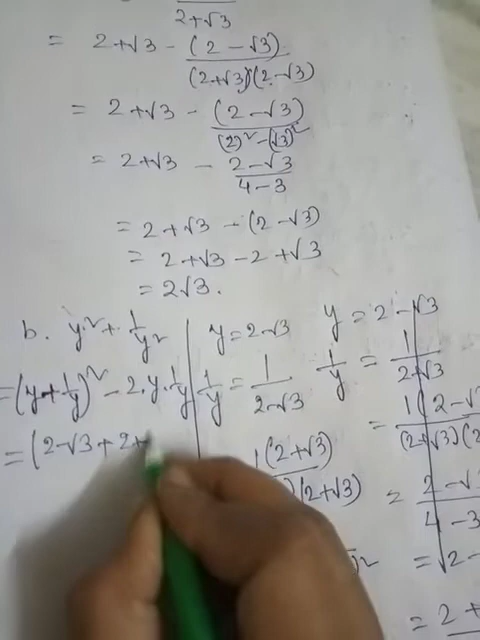 2+√3
= 2+√3 - (2-√3)/(2+√3)(2-√3)
= 2+√3 - (2-√3)/(2)²-(√3)²
= 2+√3 - 2-√3/4-3
= 2+√3 - (2-√3)
= 2+√3-2+√3
= 2√3.
b. y²+1/y²
=(y+1/y)² - 2.y.1/y
=(2-√3+2+
y=2-√3
1/y = 1/2-√3
1(2+√3)
)(2+√3)
)²
y=2-√3
1/y = 1/2+√3
= 1(2-√/(2+√3)(2
= 2-√/4-3
= √2-
= 2+